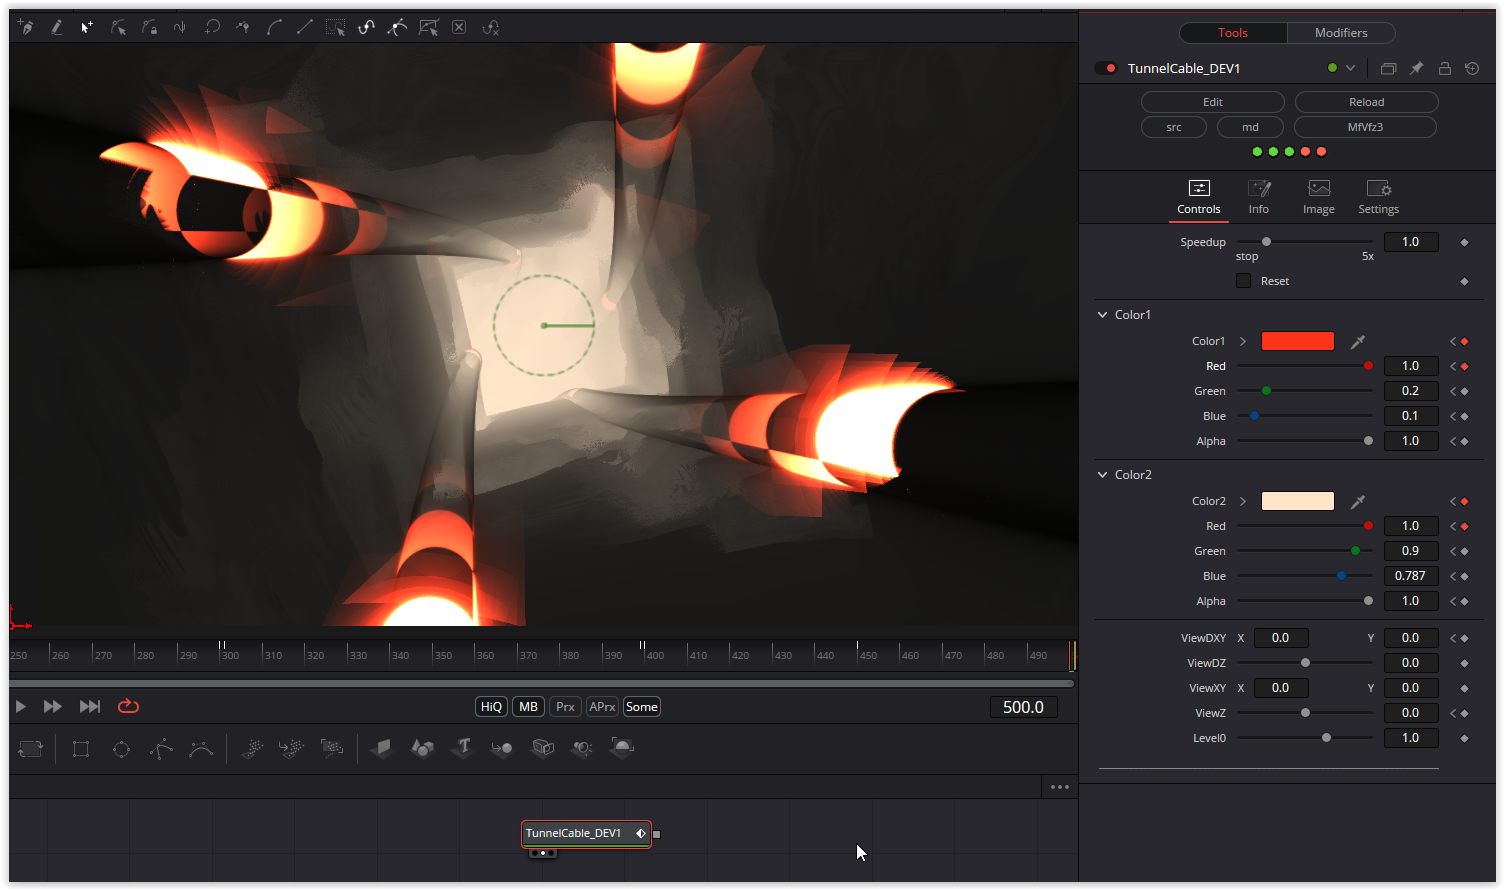 Tools
Modifiers
TunnelCable_DEV1
Edit
Reload
src
md
MfVfz3
Controls
Info
Image
Settings
Speedup
1.0
stop
5x
Reset
Color1
Color1
Red
1.0
Green
0.2
Blue
0.1
Alpha
1.0
Color2
Color2
Red
1.0
Green
0.9
Blue
0.787
Alpha
1.0
ViewDXY X 0.0 Y 0.0
ViewDZ 0.0
ViewXY X 0.0 Y 0.0
ViewZ 0.0
Level0 1.0
250 260 270 280 290 300 310 320 330 340 350 360 370 380 390 400 410 420 430 440 450 460 470 480 490
HiQ MB Prx APrx Some
500.0
TunnelCable_DEV1